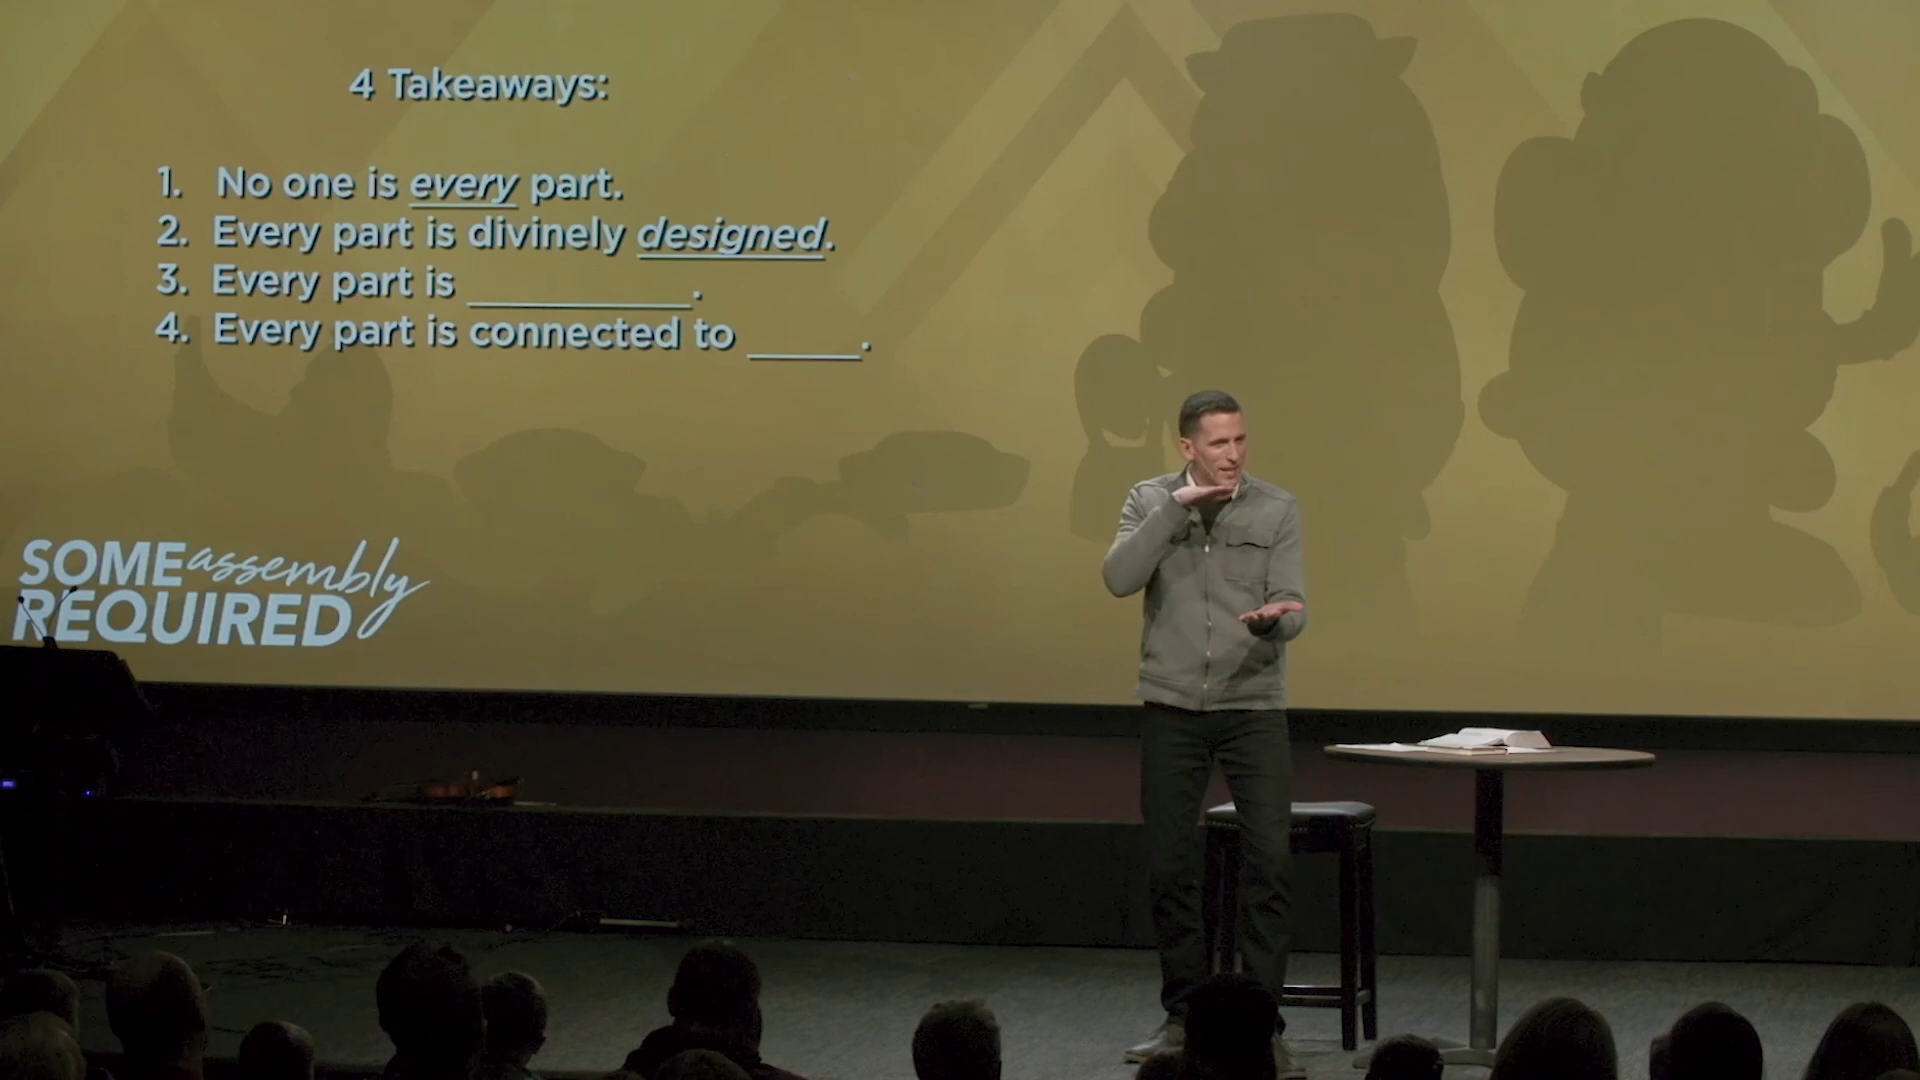 4 Takeaways:
1. No one is every part.
2. Every part is divinely designed.
3. Every part is __________.
4. Every part is connected to _____.
SOME assembly
REQUIRED